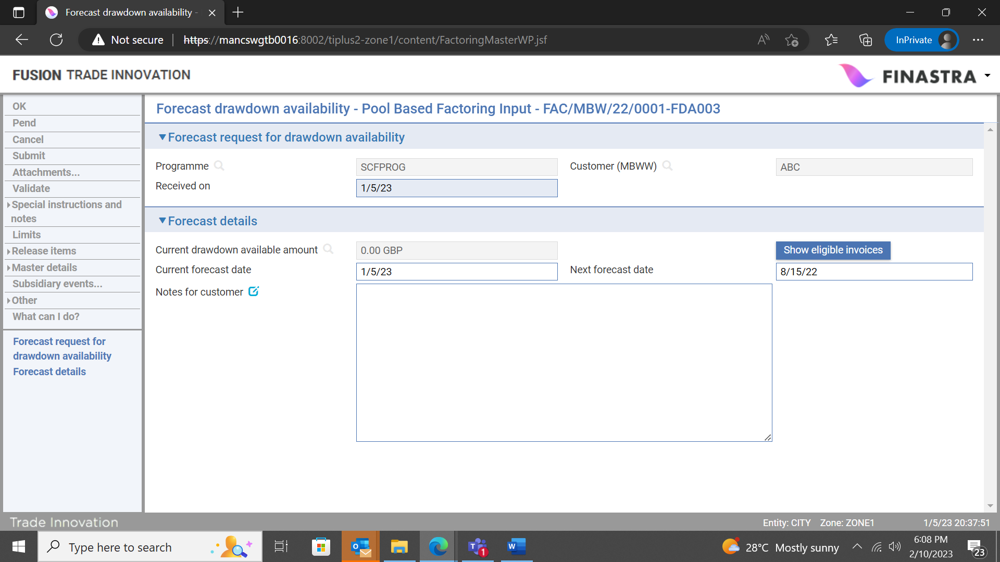 Forecast drawdown availability -
Not secure https://mancswgtb0016:8002/tiplus2-zone1/content/FactoringMasterWP.jsf InPrivate
FUSION TRADE INNOVATION
FINASTRA
OK
Pend
Cancel
Submit
Attachments...
Validate
Special instructions and
notes
Limits
Release items
Master details
Subsidiary events...
Other
What can I do?
Forecast request for
drawdown availability
Forecast details
Forecast drawdown availability - Pool Based Factoring Input - FAC/MBW/22/0001-FDA003
Forecast request for drawdown availability
Programme SCFPROG Customer (MBWW) ABC
Received on 1/5/23
Forecast details
Current drawdown available amount 0.00 GBP Show eligible invoices
Current forecast date 1/5/23 Next forecast date 8/15/22
Notes for customer
Trade Innovation Entity: CITY Zone: ZONE1 1/5/23 20:37:51
Type here to search
1
28°C Mostly sunny
6:08 PM
2/10/2023
23